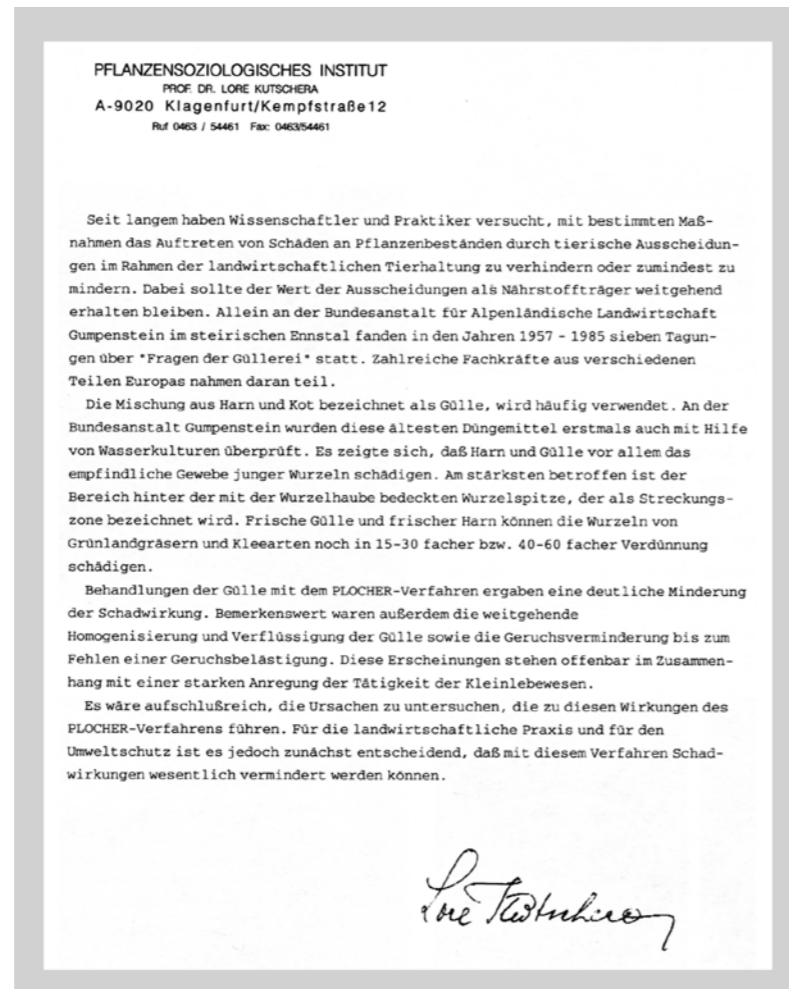 PFLANZENSOZIOLOGISCHES INSTITUT
PROF. DR. LORE KUTSCHERA
A-9020 Klagenfurt/Kempfstraße12
Ruf 0463 / 54461 Fax: 0463/54461
Seit langem haben Wissenschaftler und Praktiker versucht, mit bestimmten Maß-
nahmen das Auftreten von Schäden an Pflanzenbeständen durch tierische Ausscheidun-
gen im Rahmen der landwirtschaftlichen Tierhaltung zu verhindern oder zumindest zu
mindern. Dabei sollte der Wert der Ausscheidungen als Nährstoffträger weitgehend
erhalten bleiben. Allein an der Bundesanstalt für Alpenländische Landwirtschaft
Gumpenstein im steirischen Ennstal fanden in den Jahren 1957 - 1985 sieben Tagun-
gen über "Fragen der Güllerei" statt. Zahlreiche Fachkräfte aus verschiedenen
Teilen Europas nahmen daran teil.
Die Mischung aus Harn und Kot bezeichnet als Gülle, wird häufig verwendet. An der
Bundesanstalt Gumpenstein wurden diese ältesten Düngemittel erstmals auch mit Hilfe
von Wasserkulturen überprüft. Es zeigte sich, daß Harn und Gülle vor allem das
empfindliche Gewebe junger Wurzeln schädigen. Am stärksten betroffen ist der
Bereich hinter der mit der Wurzelhaube bedeckten Wurzelspitze, der als Streckungs-
zone bezeichnet wird. Frische Gülle und frischer Harn können die Wurzeln von
Grünlandgräsern und Kleearten noch in 15-30 facher bzw. 40-60 facher Verdünnung
schädigen.
Behandlungen der Gülle mit dem PLOCHER-Verfahren ergaben eine deutliche Minderung
der Schadwirkung. Bemerkenswert waren außerdem die weitgehende
Homogenisierung und Verflüssigung der Gülle sowie die Geruchsverminderung bis zum
Fehlen einer Geruchsbelästigung. Diese Erscheinungen stehen offenbar im Zusammen-
hang mit einer starken Anregung der Tätigkeit der Kleinlebewesen.
Es wäre aufschlußreich, die Ursachen zu untersuchen, die zu diesen Wirkungen des
PLOCHER-Verfahrens führen. Für die landwirtschaftliche Praxis und für den
Umweltschutz ist es jedoch zunächst entscheidend, daß mit diesem Verfahren Schad-
wirkungen wesentlich vermindert werden können.
Lore Kutschera